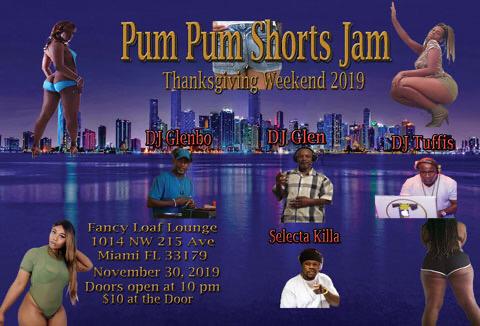 Pum Pum Shorts Jam
Thanksgiving Weekend 2019
DJ Glenbo
DJ Glen
DJ Tuffis
Selecta Killa
Fancy Loaf Lounge
1014 NW 215 Ave
Miami FL 33179
November 30, 2019
Doors open at 10 pm
$10 at the Door